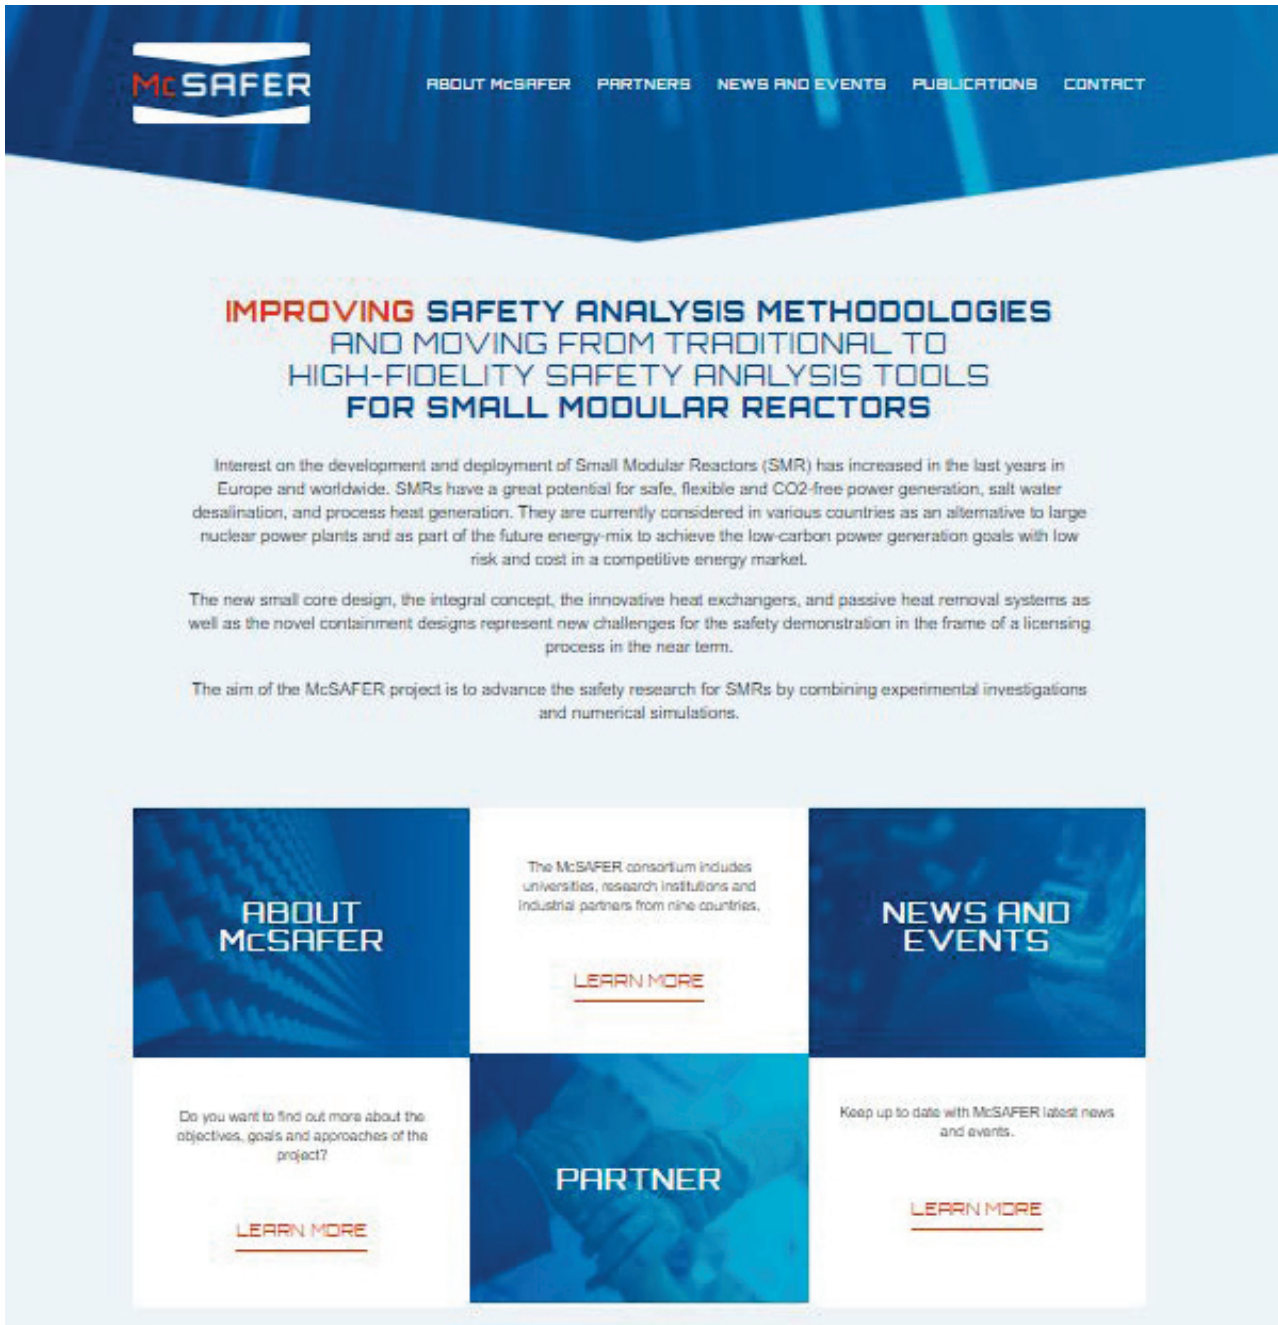 McSAFER
ABOUT McSAFER PARTNERS NEWS AND EVENTS PUBLICATIONS CONTACT
IMPROVING SAFETY ANALYSIS METHODOLOGIES
AND MOVING FROM TRADITIONAL TO
HIGH-FIDELITY SAFETY ANALYSIS TOOLS
FOR SMALL MODULAR REACTORS
Interest on the development and deployment of Small Modular Reactors (SMR) has increased in the last years in
Europe and worldwide. SMRs have a great potential for safe, flexible and CO2-free power generation, salt water
desalination, and process heat generation. They are currently considered in various countries as an alternative to large
nuclear power plants and as part of the future energy-mix to achieve the low-carbon power generation goals with low
risk and cost in a competitive energy market.
The new small core design, the integral concept, the innovative heat exchangers, and passive heat removal systems as
well as the novel containment designs represent new challenges for the safety demonstration in the frame of a licensing
process in the near term.
The aim of the McSAFER project is to advance the safety research for SMRs by combining experimental investigations
and numerical simulations.
ABOUT
McSAFER
Do you want to find out more about the
objectives, goals and approaches of the
project?
LEARN MORE
The McSAFER consortium includes
universities, research institutions and
industrial partners from nine countries.
LEARN MORE
PARTNER
NEWS AND
EVENTS
Keep up to date with McSAFER latest news
and events.
LEARN MORE